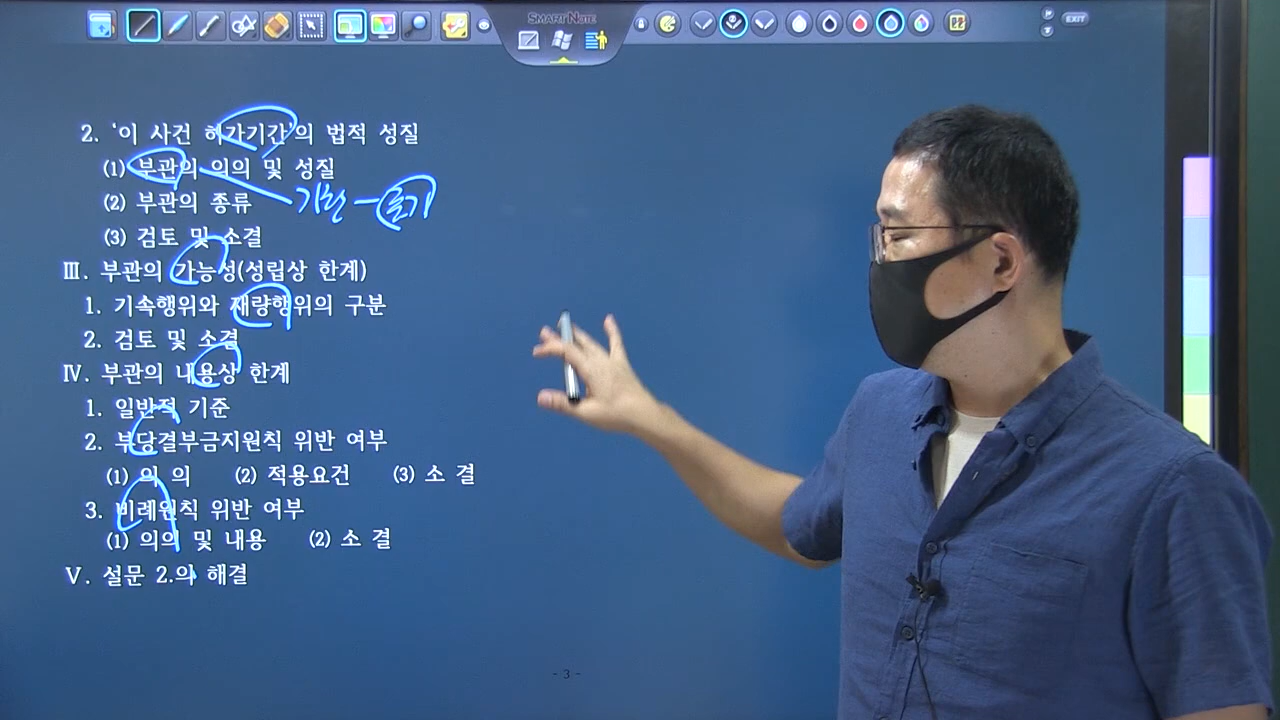 SMART NOTE
EXIT
2. '이 사건 허가기간'의 법적 성질
(1) 부관의 의의 및 성질
(2) 부관의 종류
기한
(3) 검토 및 소결
Ⅲ. 부관의 가능성(성립상 한계)
1. 기속행위와 재량행위의 구분
2. 검토 및 소결
Ⅳ. 부관의 내용상 한계
1. 일반적 기준
2. 부당결부금지원칙 위반 여부
(1) 의 의 (2) 적용요건 (3) 소 결
3. 비례원칙 위반 여부
(1) 의의 및 내용 (2) 소 결
Ⅴ. 설문 2.의 해결
- 3 -